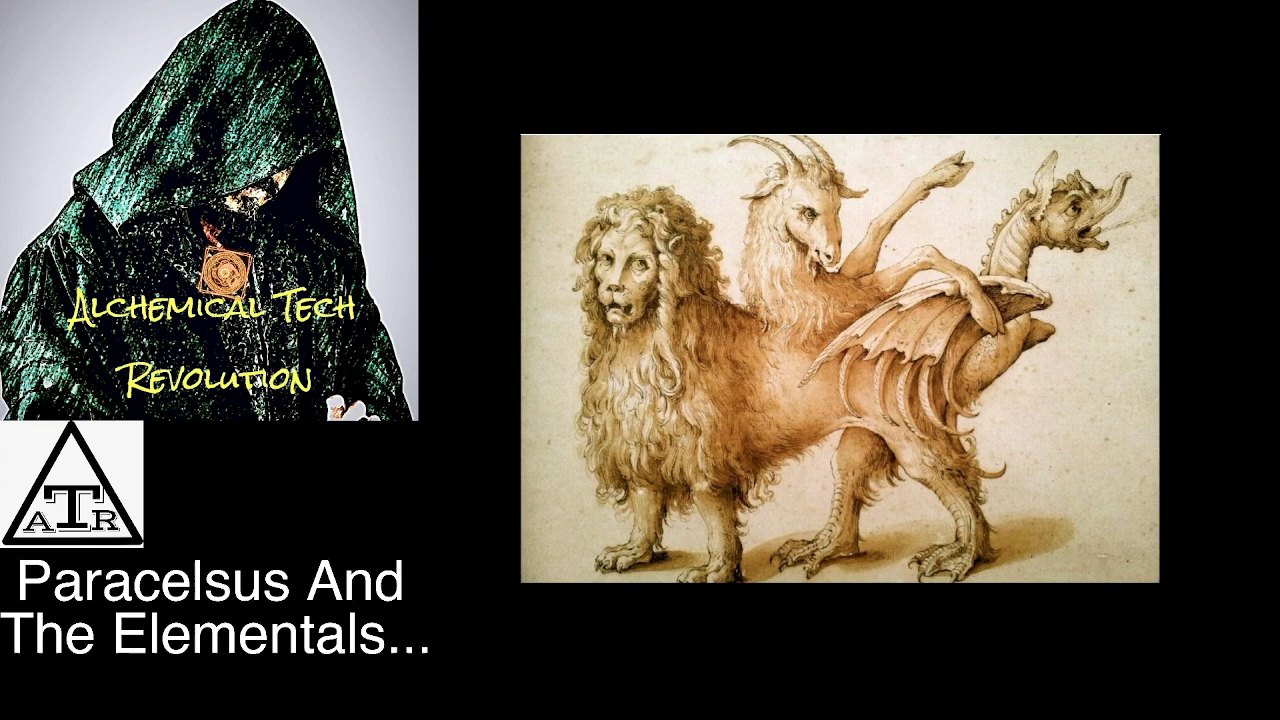 Alchemical Tech
Revolution
ATR
Paracelsus And
The Elementals...